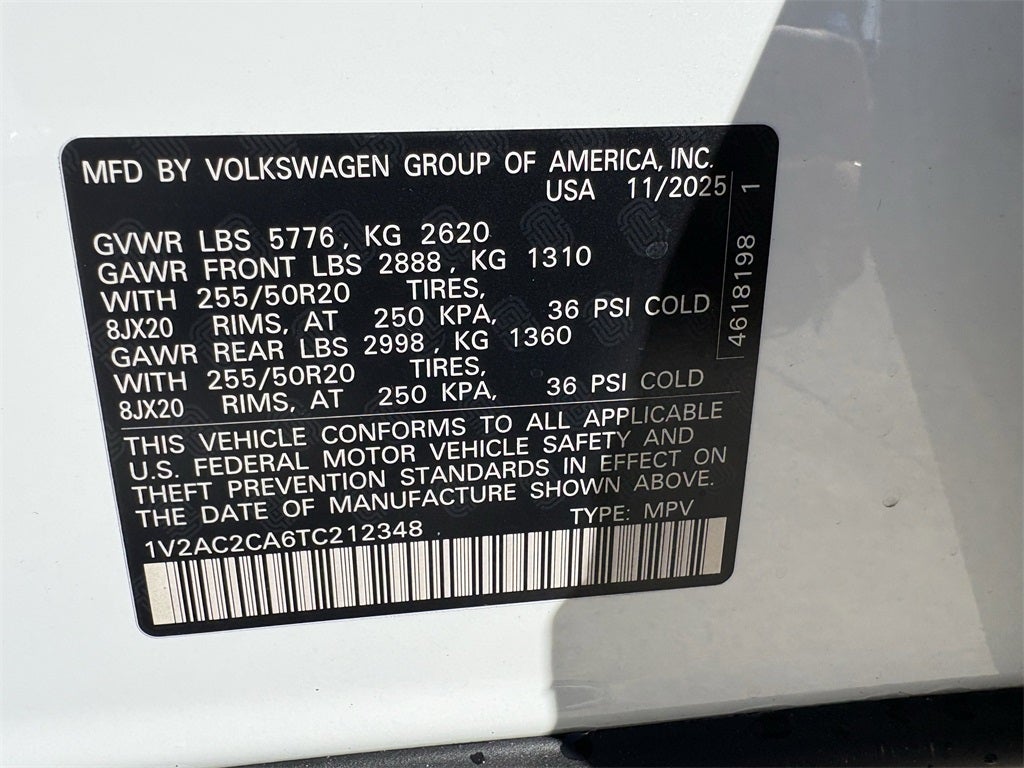 MFD BY VOLKSWAGEN GROUP OF AMERICA, INC.
USA 11/2025
GVWR LBS 5776, KG 2620
GAWR FRONT LBS 2888, KG 1310
WITH 255/50R20 TIRES,
8JX20 RIMS, AT 250 KPA, 36 PSI COLD
GAWR REAR LBS 2998, KG 1360
WITH 255/50R20 TIRES,
8JX20 RIMS, AT 250 KPA, 36 PSI COLD
THIS VEHICLE CONFORMS TO ALL APPLICABLE
U.S. FEDERAL MOTOR VEHICLE SAFETY AND
THEFT PREVENTION STANDARDS IN EFFECT ON
THE DATE OF MANUFACTURE SHOWN ABOVE.
TYPE: MPV
1V2AC2CA6TC212348
4618198 1